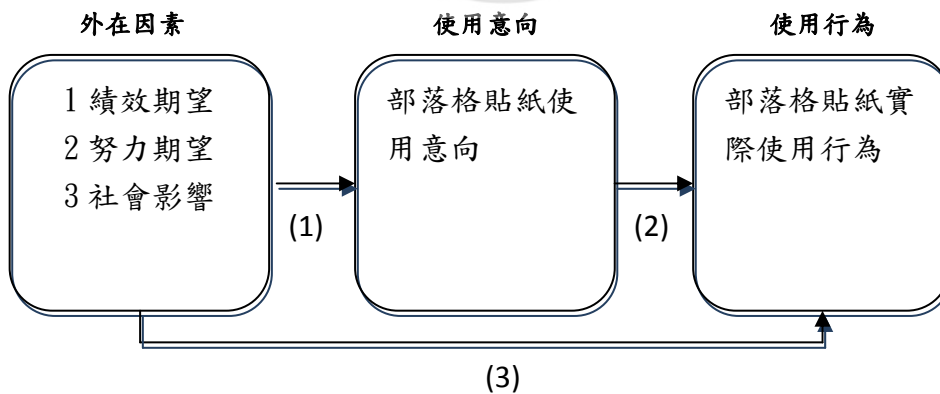 外在因素
使用意向
使用行為
1 績效期望
2 努力期望
3 社會影響
部落格貼紙使
用意向
部落格貼紙實
際使用行為
(1)
(2)
(3)